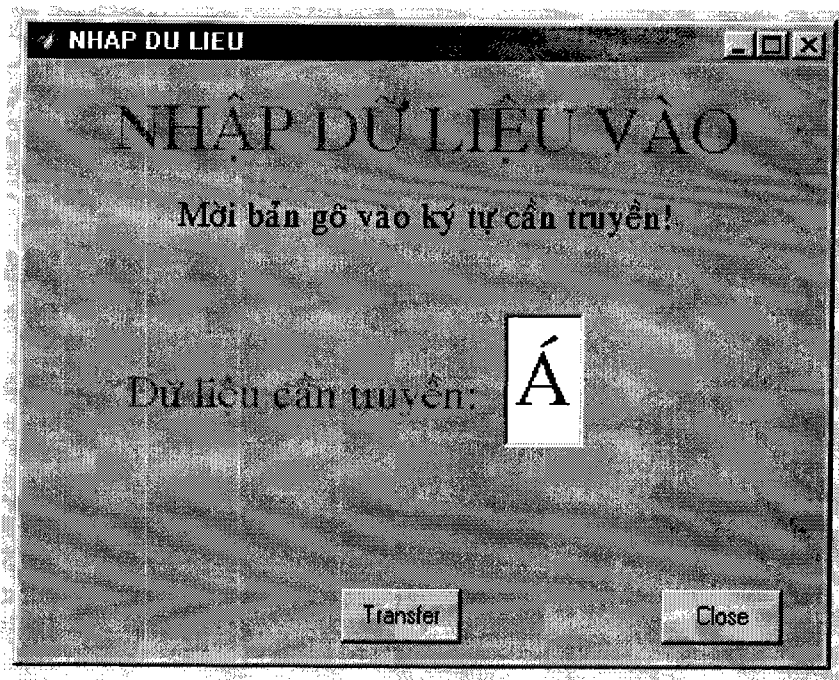 NHAP DU LIEU
NHẬP DỮ LIỆU VÀO
Mời bản gõ vào ký tự cần truyền!
Dữ liệu cần truyền: Á
Transfer Close